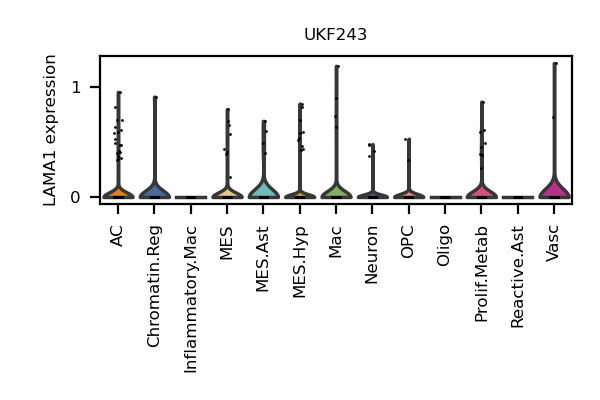 UKF243
LAMA1 expression
1
0
AC
Chromatin.Reg
Inflammatory.Mac
MES
MES.Ast
MES.Hyp
Mac
Neuron
OPC
Oligo
Prolif.Metab
Reactive.Ast
Vasc